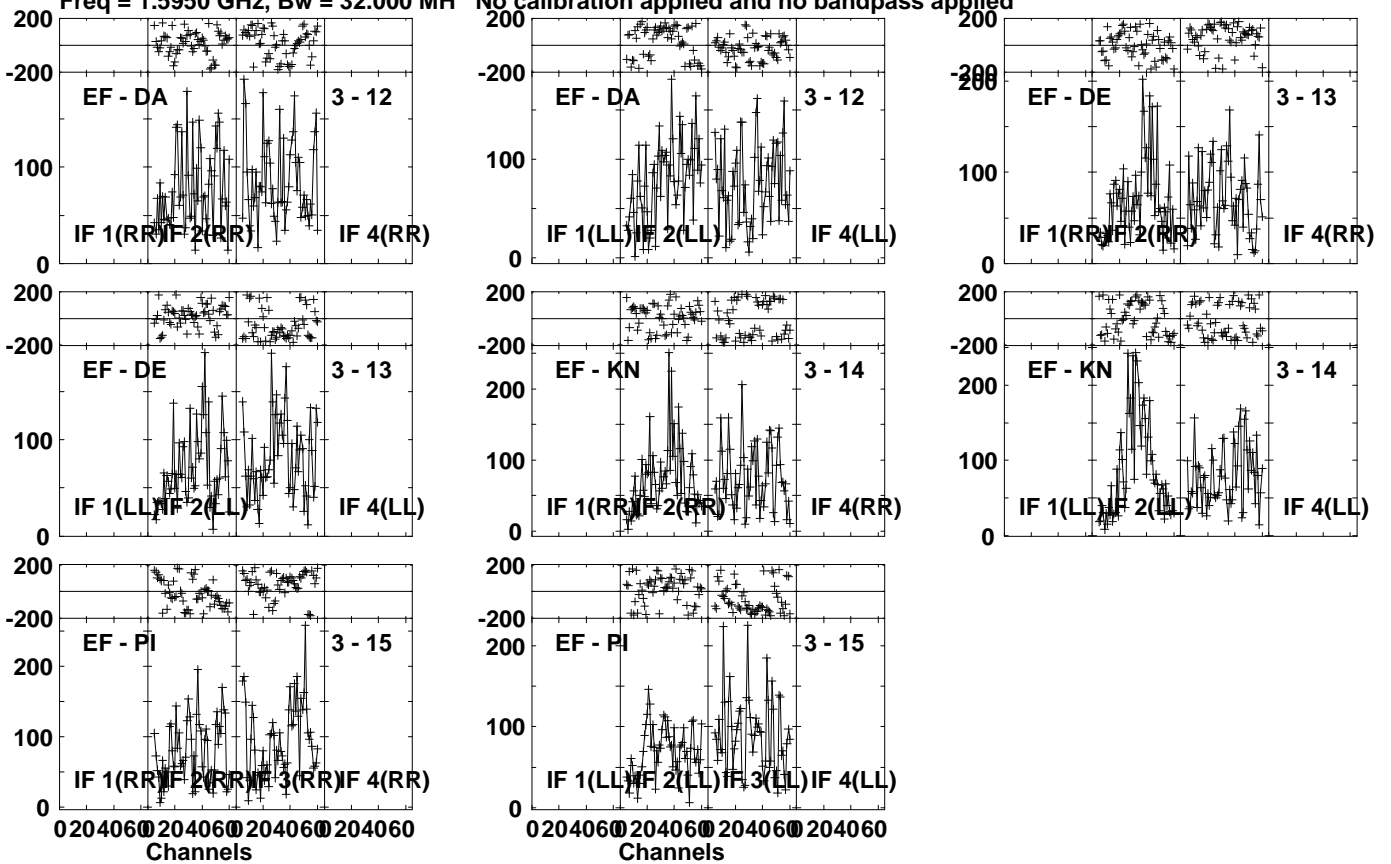 Freq = 1.5950 GHz, Bw = 32.000 MH No calibration applied and no bandpass applied
200
-200
EF - DA 3 - 12
100
0
IF 1(RR) IF 2(RR) IF 4(RR)
200
-200
EF - DA 3 - 12
100
0
IF 1(LL) IF 2(LL) IF 4(LL)
200
-200
200
EF - DE 3 - 13
100
0
IF 1(RR) IF 2(RR) IF 4(RR)
200
-200
EF - DE 3 - 13
100
0
IF 1(LL) IF 2(LL) IF 4(LL)
200
-200
EF - KN 3 - 14
200
100
0
IF 1(RR) IF 2(RR) IF 4(RR)
200
-200
EF - KN 3 - 14
200
100
0
IF 1(LL) IF 2(LL) IF 4(LL)
200
-200
EF - PI 3 - 15
200
100
0
IF 1(RR) IF 2(RR) IF 3(RR) IF 4(RR)
0 20 40 60 0 20 40 60 0 20 40 60 0 20 40 60
Channels
200
-200
EF - PI 3 - 15
200
100
0
IF 1(LL) IF 2(LL) IF 3(LL) IF 4(LL)
0 20 40 60 0 20 40 60 0 20 40 60 0 20 40 60
Channels